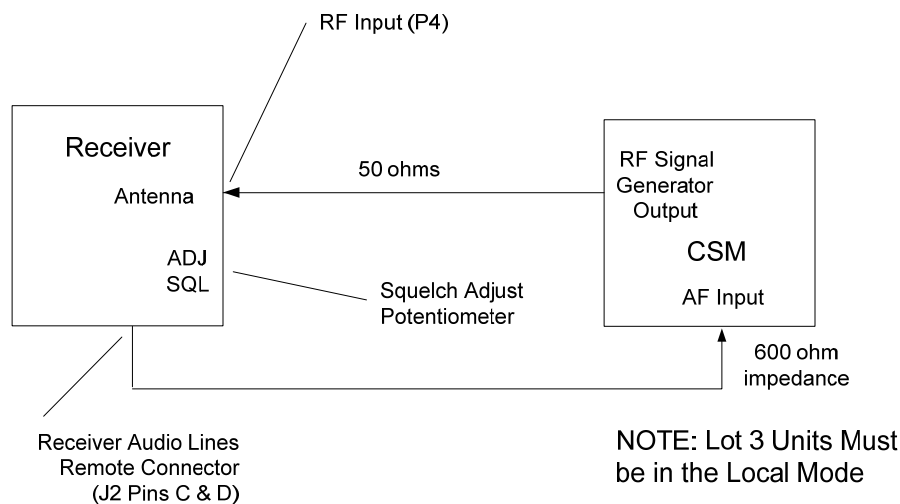 RF Input (P4)
Receiver
Antenna
ADJ
SQL
50 ohms
RF Signal
Generator
Output
CSM
AF Input
Squelch Adjust
Potentiometer
600 ohm
impedance
Receiver Audio Lines
Remote Connector
(J2 Pins C & D)
NOTE: Lot 3 Units Must
be in the Local Mode